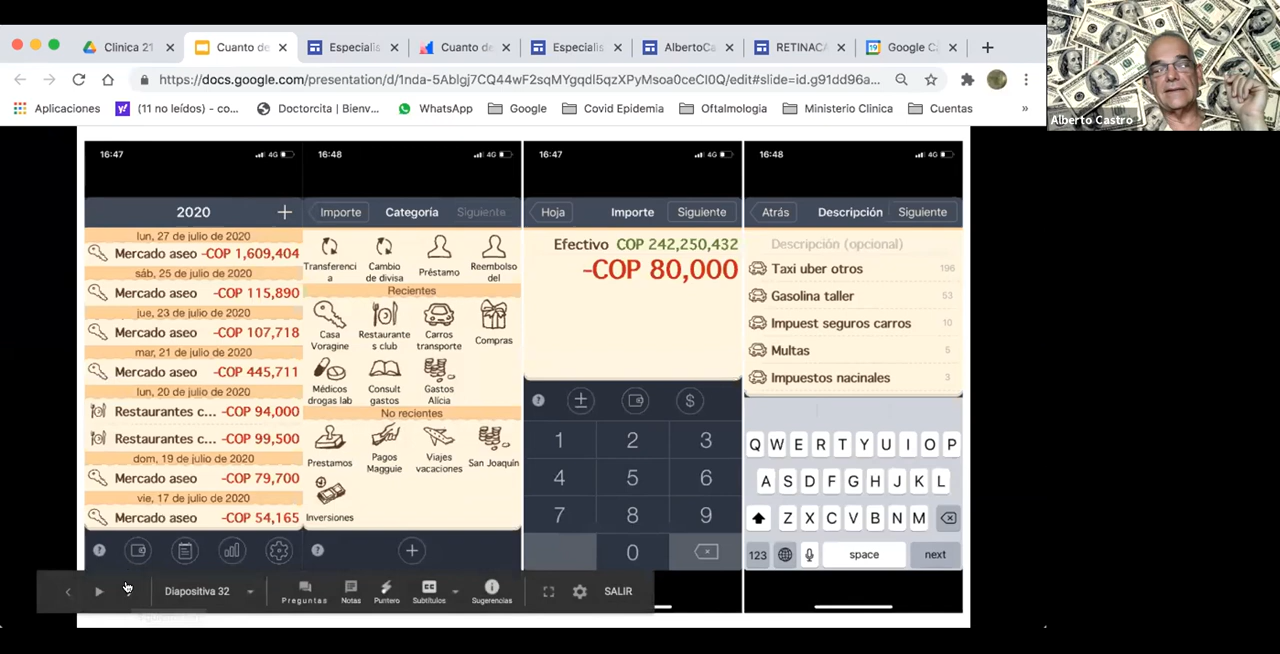 Clinica 21
Cuanto de
Especialis
Cuanto de
Especialis
AlbertoCa
RETINACA
Google C
https://docs.google.com/presentation/d/1nda-5Ablgj7CQ44wF2sqMYgqdl5qzXPyMsoa0ceCl0Q/edit#slide=id.g91dd96a...
Aplicaciones
(11 no leídos) - co...
Doctorcita | Bienv...
WhatsApp
Google
Covid Epidemia
Oftalmologia
Ministerio Clinica
Cuentas
»
Alberto Castro
16:47
4G
2020
+
lun, 27 de julio de 2020
Mercado aseo -COP 1,609,404
sáb, 25 de julio de 2020
Mercado aseo -COP 115,890
jue, 23 de julio de 2020
Mercado aseo -COP 107,718
mar, 21 de julio de 2020
Mercado aseo -COP 445,711
lun, 20 de julio de 2020
Restaurantes c... -COP 94,000
Restaurantes c... -COP 99,500
dom, 19 de julio de 2020
Mercado aseo -COP 79,700
vie, 17 de julio de 2020
Mercado aseo -COP 54,165
16:48
4G
Importe Categoría Siguiente
Transferenci
a
Cambio
de divisa
Préstamo
Reembolso
del
Recientes
Casa
Voragine
Restaurante
s club
Carros
transporte
Compras
Médicos
drogas lab
Consult
gastos
Gastos
Alícia
No recientes
Prestamos
Pagos
Magguie
Viajes
vacaciones
San Joaquín
Inversiones
16:47
4G
Hoja Importe Siguiente
Efectivo COP 242,250,432
-COP 80,000
? ± $
1 2 3
4 5 6
7 8 9
0
16:48
4G
Atrás Descripción Siguiente
Descripción (opcional)
Taxi uber otros 196
Gasolina taller 53
Impuest seguros carros 10
Multas 5
Impuestos nacinales 3
Q W E R T Y U I O P
A S D F G H J K L
Z X C V B N M
123 space next
Diapositiva 32
Preguntas
Notas
Puntero
CC
Subtítulos
Sugerencias
SALIR